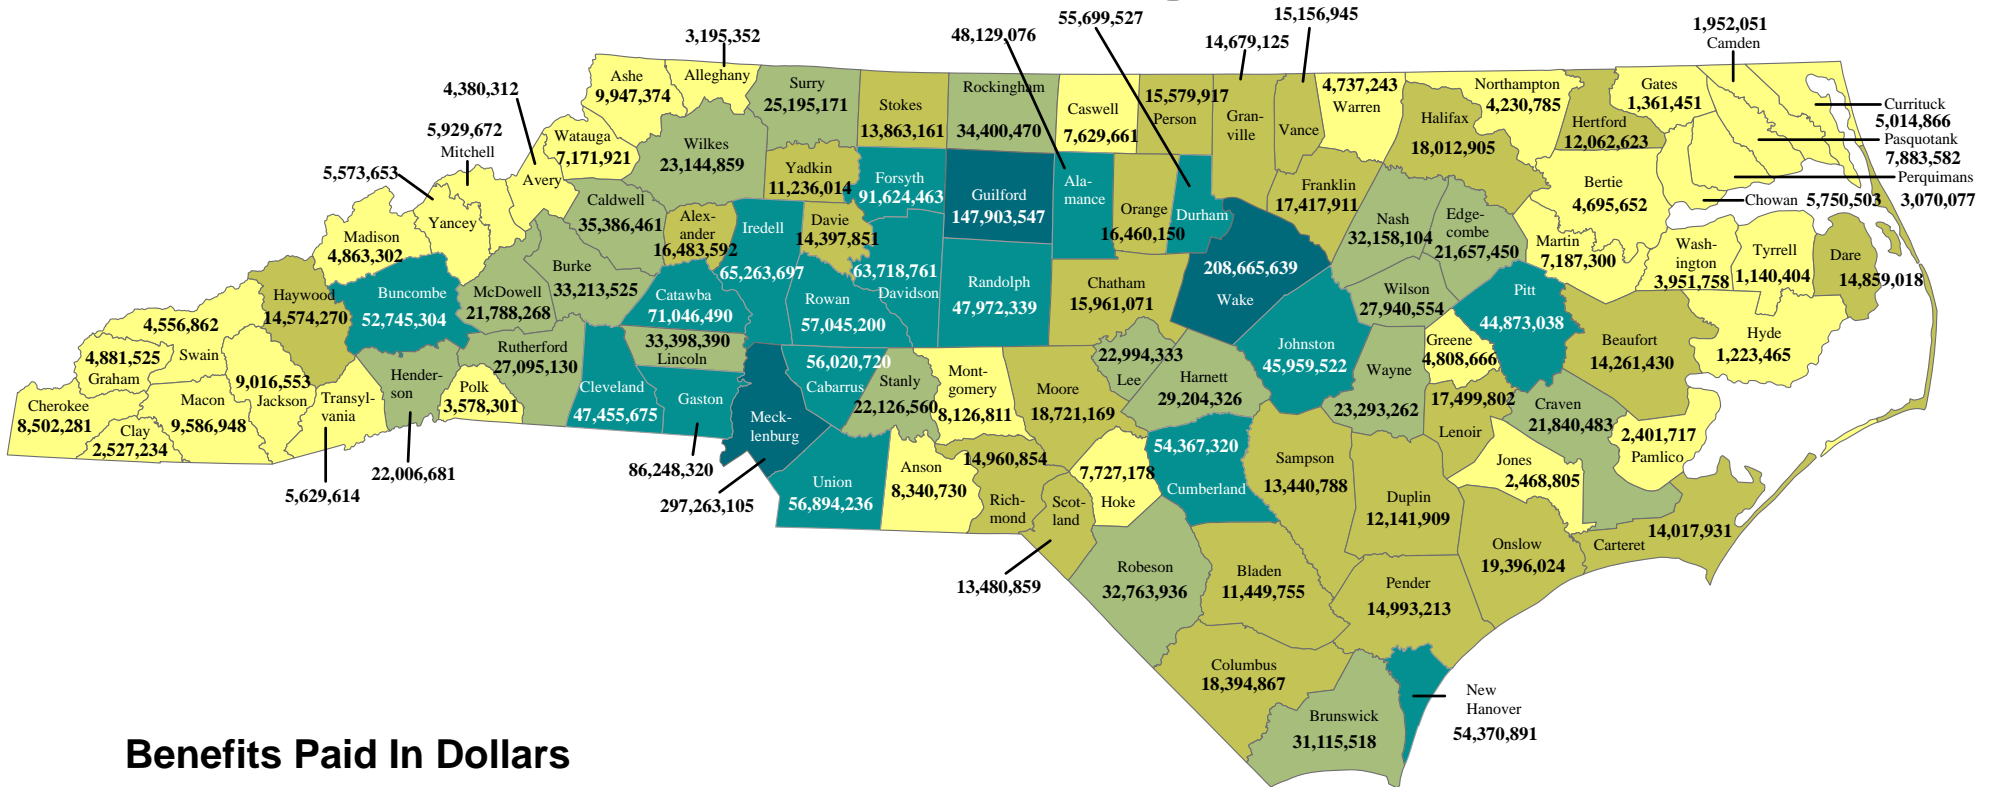 55,699,527
15,156,945
1,952,051
Camden
3,195,352
48,129,076
14,679,125
4,380,312
Ashe
9,947,374
Alleghany
Surry
25,195,171
Stokes
13,863,161
Rockingham
34,400,470
Caswell
7,629,661
15,579,917
Person
Gran-
ville
Vance
4,737,243
Warren
Northampton
4,230,785
Gates
1,361,451
Currituck
5,014,866
Pasquotank
7,883,582
Perquimans
3,070,077
Chowan 5,750,503
5,929,672
Mitchell
Watauga
7,171,921
Wilkes
23,144,859
Halifax
18,012,905
Hertford
12,062,623
5,573,653
Avery
Yancey
Caldwell
35,386,461
Yadkin
11,236,014
Forsyth
91,624,463
Guilford
147,903,547
Ala-
mance
Orange
16,460,150
Durham
Franklin
17,417,911
Nash
32,158,104
Edge-
combe
21,657,450
Bertie
4,695,652
Madison
4,863,302
Alex-
ander
16,483,592
Iredell
65,263,697
Davie
14,397,851
63,718,761
Davidson
Randolph
47,972,339
Chatham
15,961,071
208,665,639
Wake
Wilson
27,940,554
Martin
7,187,300
Wash-
ington
3,951,758
Tyrrell
1,140,404
Dare
14,859,018
Haywood
14,574,270
Buncombe
52,745,304
McDowell
21,788,268
Burke
33,213,525
Catawba
71,046,490
Rowan
57,045,200
Pitt
44,873,038
Beaufort
14,261,430
Hyde
1,223,465
4,556,862
Swain
4,881,525
Graham
9,016,553
Jackson
Rutherford
27,095,130
33,398,390
Lincoln
56,020,720
Cabarrus
Stanly
22,126,560
Mont-
gomery
8,126,811
Moore
18,721,169
22,994,333
Lee
Harnett
29,204,326
Johnston
45,959,522
Wayne
23,293,262
Greene
4,808,666
Cherokee
8,502,281
Clay
2,527,234
Macon
9,586,948
Transyl-
vania
5,629,614
Hender-
son
22,006,681
Polk
3,578,301
Cleveland
47,455,675
Gaston
86,248,320
Meck-
lenburg
297,263,105
Union
56,894,236
Anson
8,340,730
14,960,854
Rich-
mond
Scot-
land
13,480,859
7,727,178
Hoke
54,367,320
Cumberland
Sampson
13,440,788
17,499,802
Lenoir
Craven
21,840,483
2,401,717
Pamlico
Jones
2,468,805
Duplin
12,141,909
Onslow
19,396,024
Carteret
14,017,931
Robeson
32,763,936
Bladen
11,449,755
Pender
14,993,213
Columbus
18,394,867
Brunswick
31,115,518
New
Hanover
54,370,891
Benefits Paid In Dollars